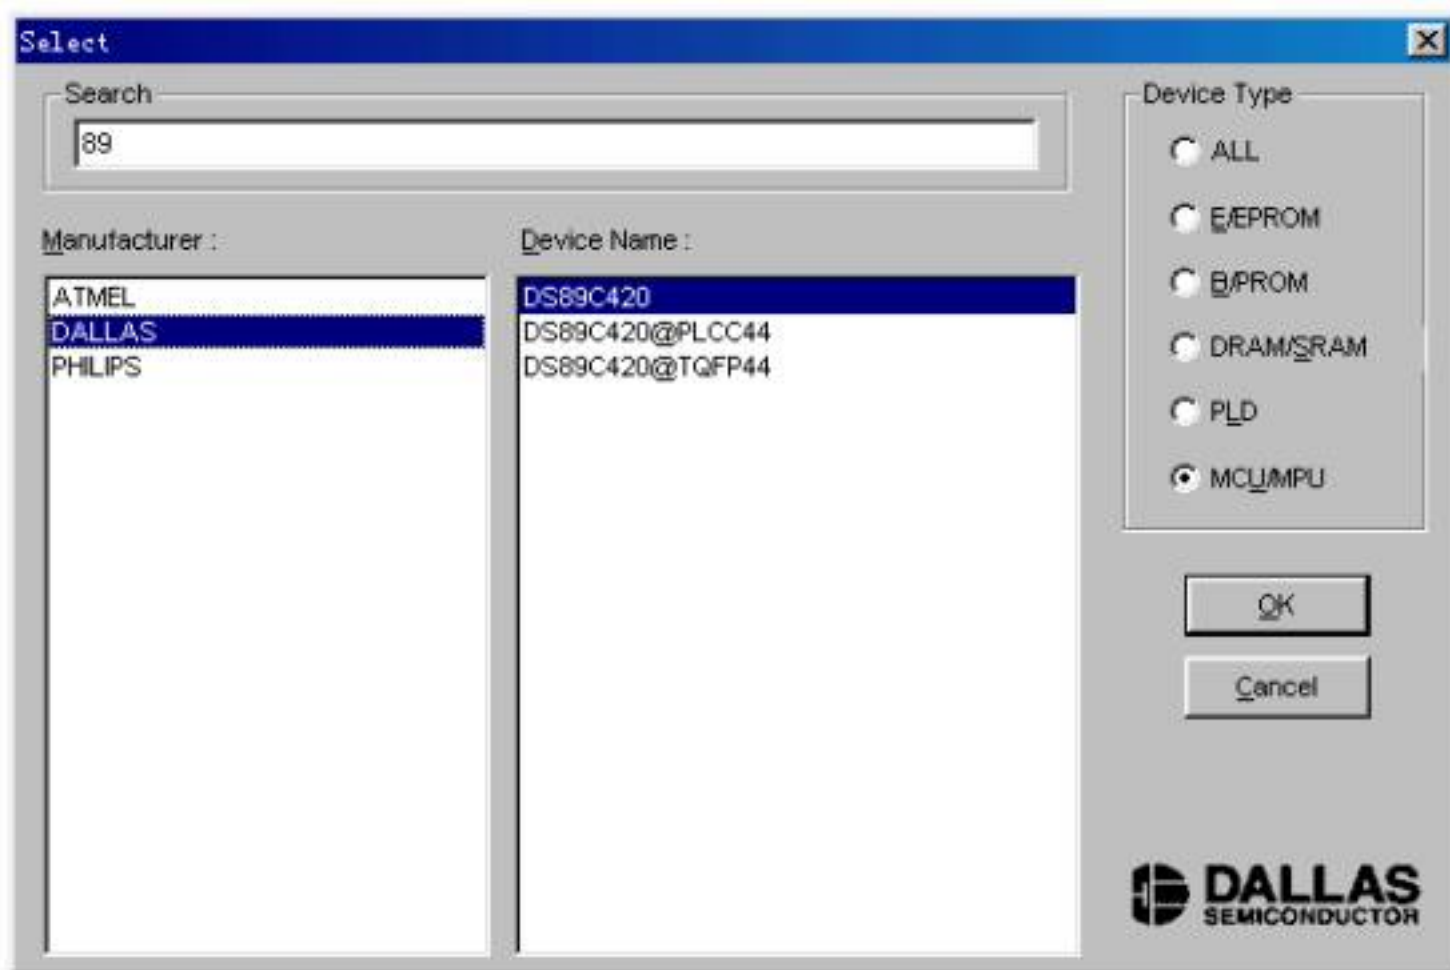 Select
Search
89
Manufacturer :
ATMEL
DALLAS
PHILIPS
Device Name :
DS89C420
DS89C420@PLCC44
DS89C420@TQFP44
Device Type
ALL
E/EPROM
B/PROM
DRAM/SRAM
PLD
MCU/MPU
OK
Cancel
DALLAS
SEMICONDUCTOR